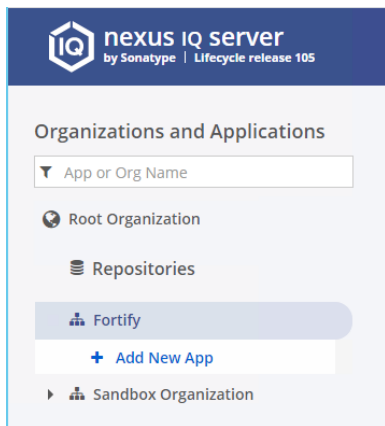 IQ nexus IQ server
by Sonatype | Lifecycle release 105
Organizations and Applications
App or Org Name
Root Organization
Repositories
Fortify
+ Add New App
Sandbox Organization